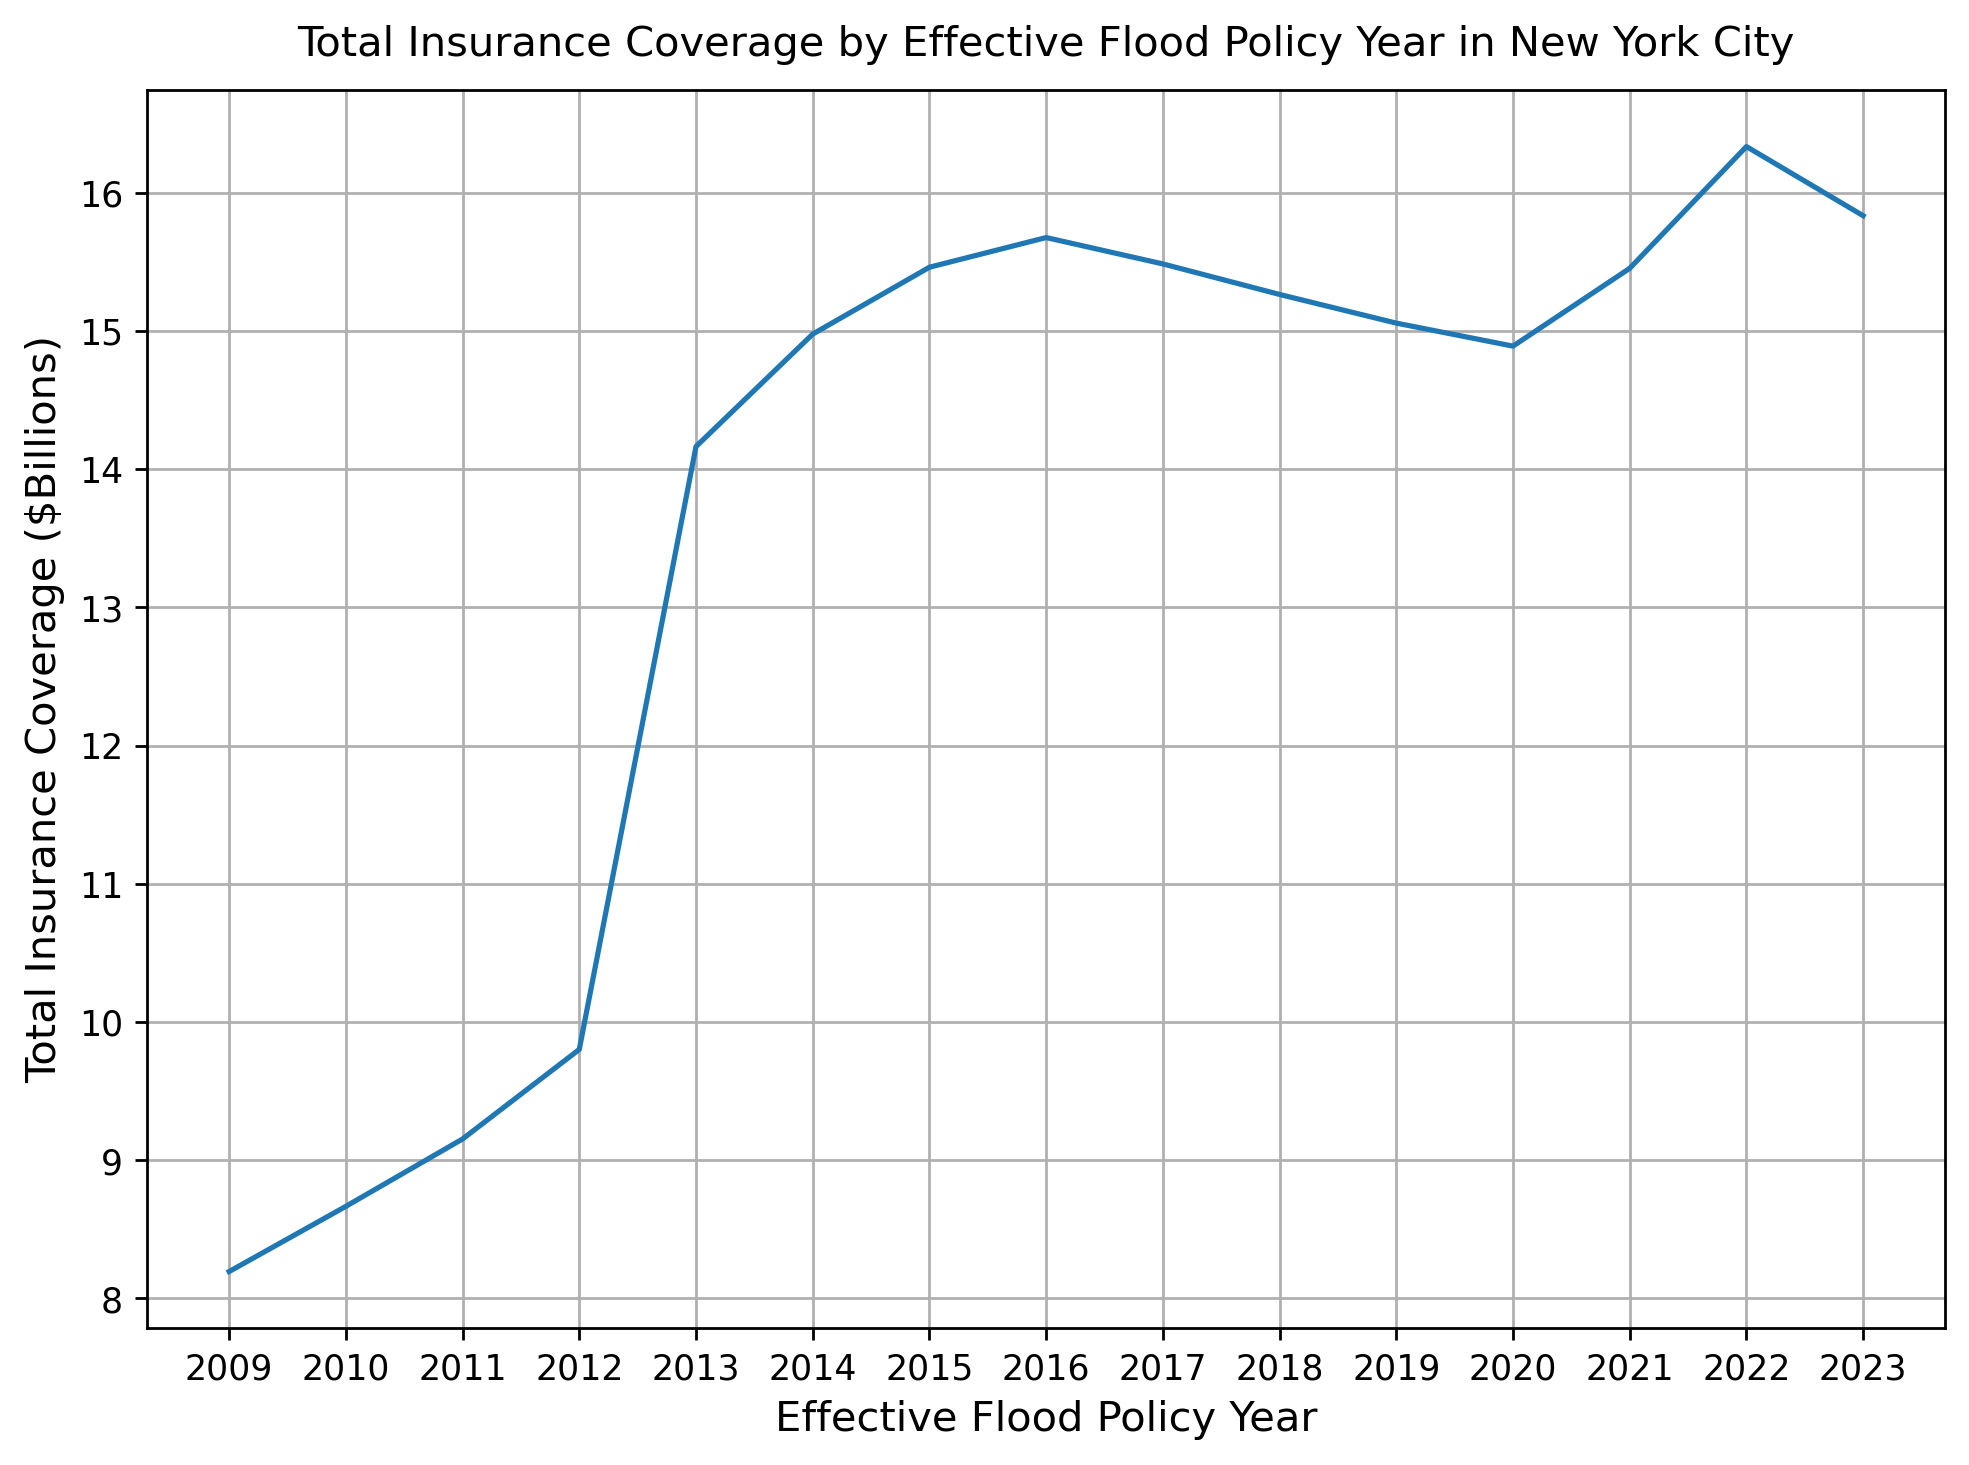 Total Insurance Coverage by Effective Flood Policy Year in New York City
Total Insurance Coverage ($Billions)
16
15
14
13
12
11
10
9
8
2009 2010 2011 2012 2013 2014 2015 2016 2017 2018 2019 2020 2021 2022 2023
Effective Flood Policy Year